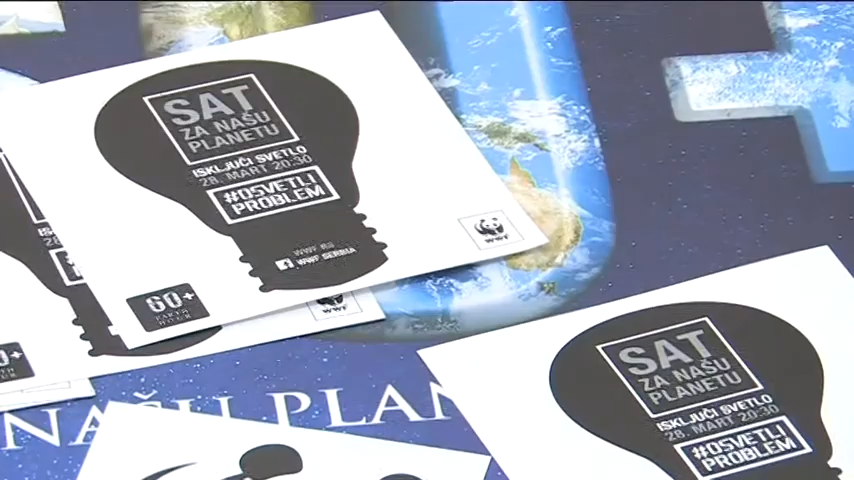 SAT
ZA NAŠU
PLANETU
ISKLJUČI SVETLO
28. MART 20:30
#OSVETLI
PROBLEM
WWF.RS
WWF SERBIA
WWF
60+
EARTH
HOUR
WWF
28
SAT
ZA NAŠU
PLANETU
ISKLJUČI SVETLO
28. MART 20:30
#OSVETLI
PROBLEM
NAŠU PLAN